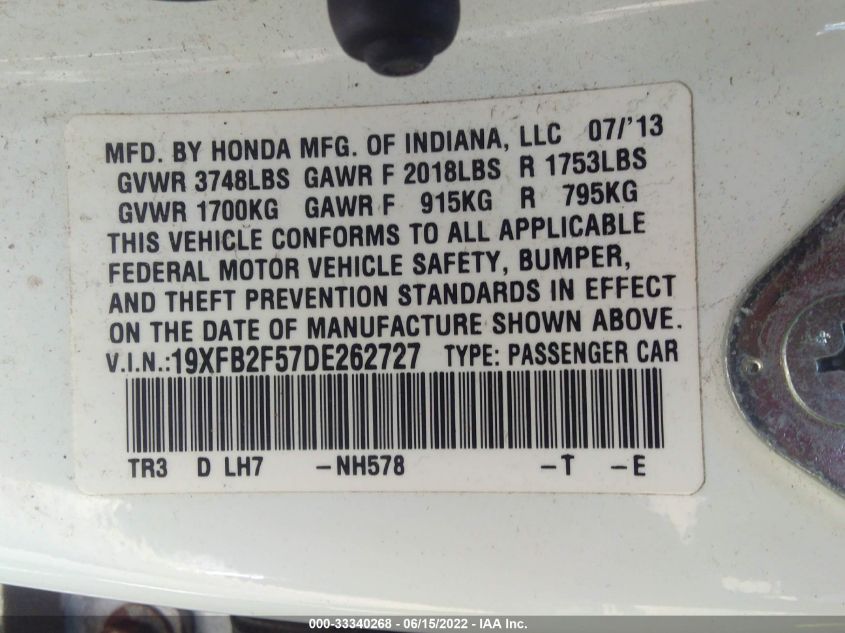 MFD. BY HONDA MFG. OF INDIANA, LLC 07/'13
GVWR 3748LBS GAWR F 2018LBS R 1753LBS
GVWR 1700KG GAWR F 915KG R 795KG
THIS VEHICLE CONFORMS TO ALL APPLICABLE
FEDERAL MOTOR VEHICLE SAFETY, BUMPER,
AND THEFT PREVENTION STANDARDS IN EFFECT
ON THE DATE OF MANUFACTURE SHOWN ABOVE.
V.I.N.:19XFB2F57DE262727 TYPE: PASSENGER CAR
TR3 D LH7 -NH578 -T -E
000-33340268 - 06/15/2022 - IAA Inc.